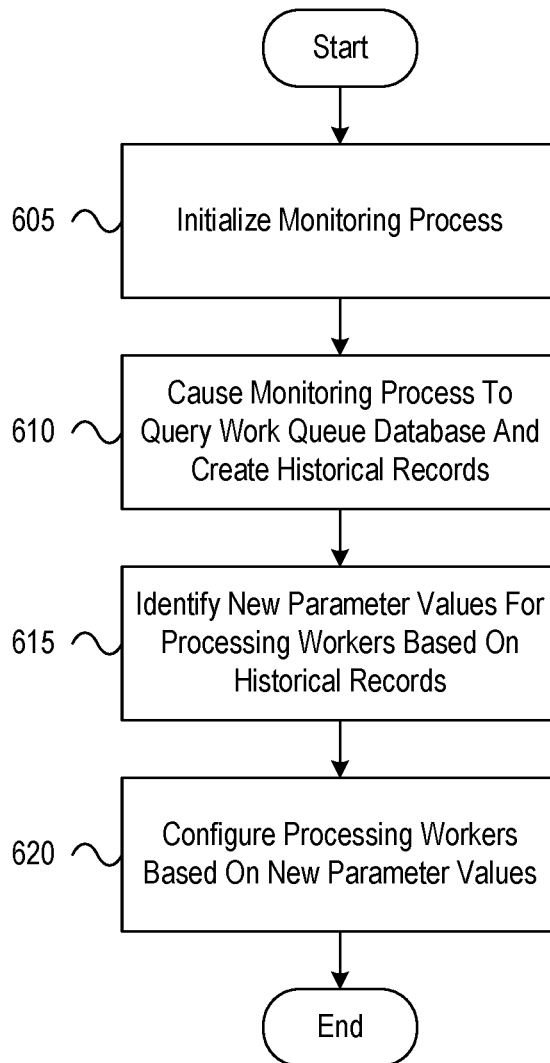 Start
605
Initialize Monitoring Process
610
Cause Monitoring Process To
Query Work Queue Database And
Create Historical Records
615
Identify New Parameter Values For
Processing Workers Based On
Historical Records
620
Configure Processing Workers
Based On New Parameter Values
End